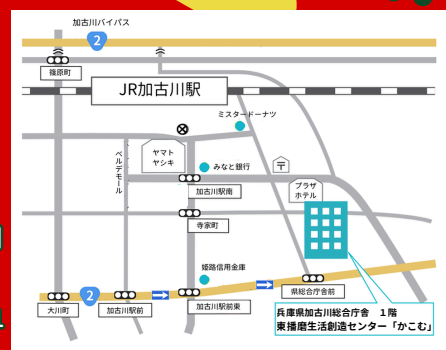 加古川バイパス
2
篠原町
JR加古川駅
ミスタードーナツ
ベルデモール
ヤマト
ヤシキ
みなと銀行
加古川駅南
プラザ
ホテル
寺家町
姫路信用金庫
県総合庁舎前
2
大川町
加古川駅前
加古川駅前東
兵庫県加古川総合庁舎 1階
東播磨生活創造センター「かこむ」